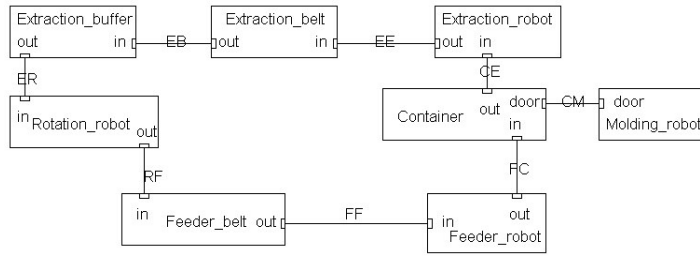 Extraction_buffer
out
in
EB
Extraction_belt
out
in
EE
Extraction_robot
out
in
ER
CE
in
Rotation_robot
out
Container
out
door
in
CM
door
Molding_robot
RF
FC
in
Feeder_belt
out
FF
in
out
Feeder_robot